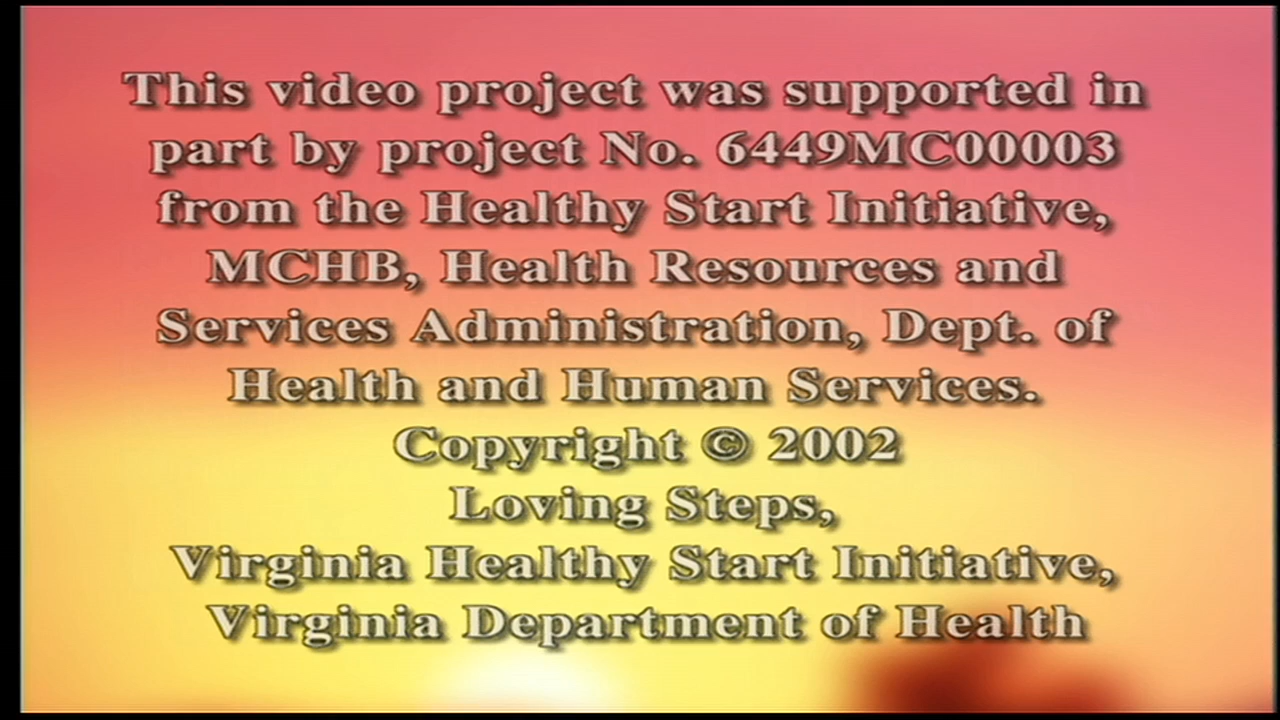 This video project was supported in
part by project No. 6449MC00003
from the Healthy Start Initiative,
MCHB, Health Resources and
Services Administration, Dept. of
Health and Human Services.
Copyright © 2002
Loving Steps,
Virginia Healthy Start Initiative,
Virginia Department of Health